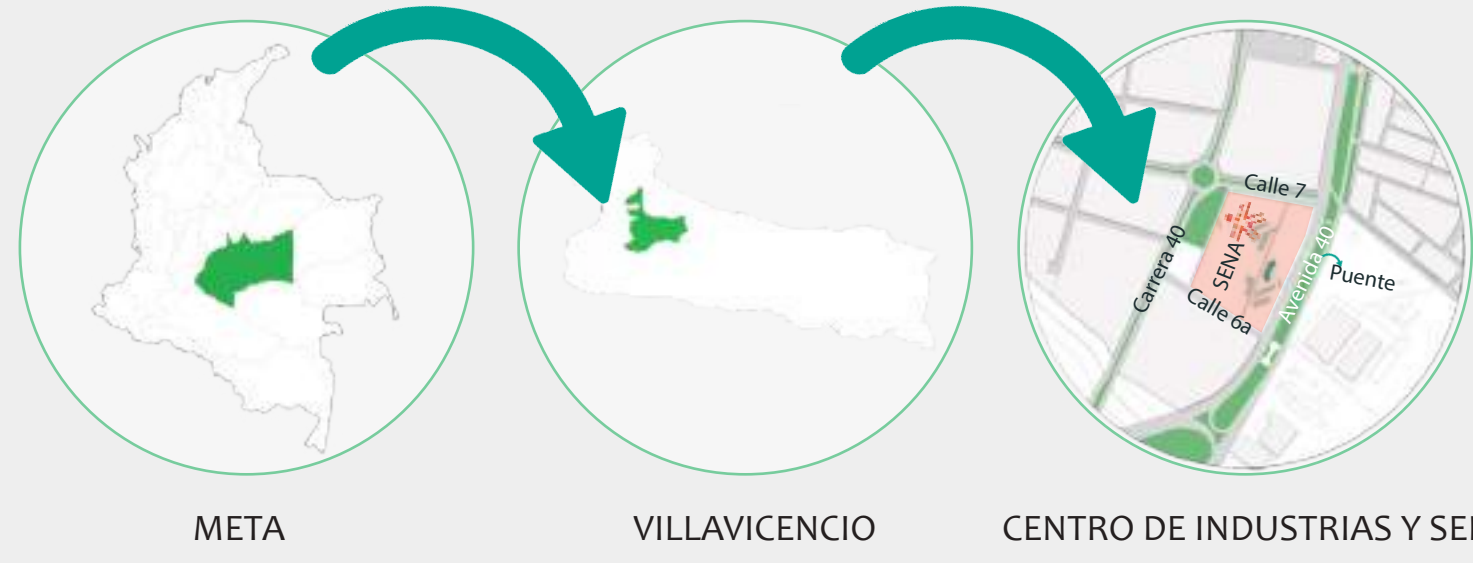 Calle 7
Carrera 40
SENA
Calle 6a
Avenida 40
Puente
META
VILLAVICENCIO
CENTRO DE INDUSTRIAS Y SE